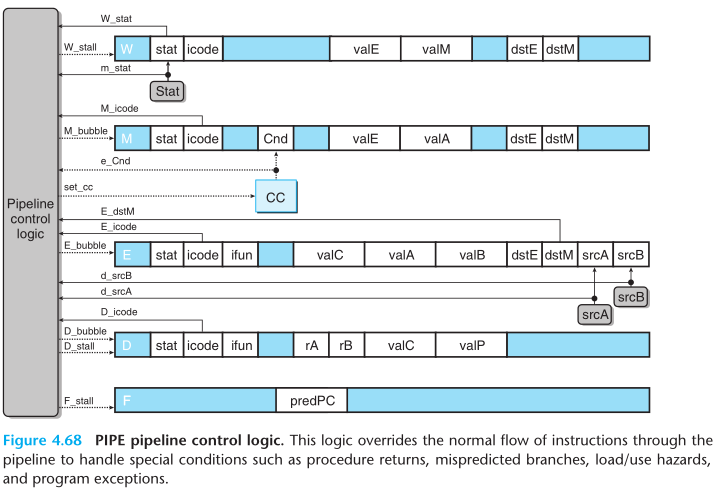 W_stat
W_stall
W stat icode valE valM dstE dstM
m_stat
Stat
M_icode
M_bubble
M stat icode Cnd valE valA dstE dstM
e_Cnd
set_cc
CC
Pipeline
control
logic
E_dstM
E_icode
E_bubble
E stat icode ifun valC valA valB dstE dstM srcA srcB
d_srcB
d_srcA
srcB
srcA
D_icode
D_bubble
D_stall
D stat icode ifun rA rB valC valP
F_stall
F predPC
Figure 4.68 PIPE pipeline control logic. This logic overrides the normal flow of instructions through the
pipeline to handle special conditions such as procedure returns, mispredicted branches, load/use hazards,
and program exceptions.